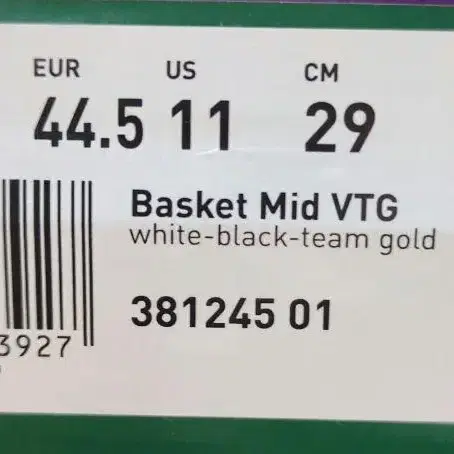 EUR US CM
44.5 11 29
Basket Mid VTG
white-black-team gold
381245 01
3927